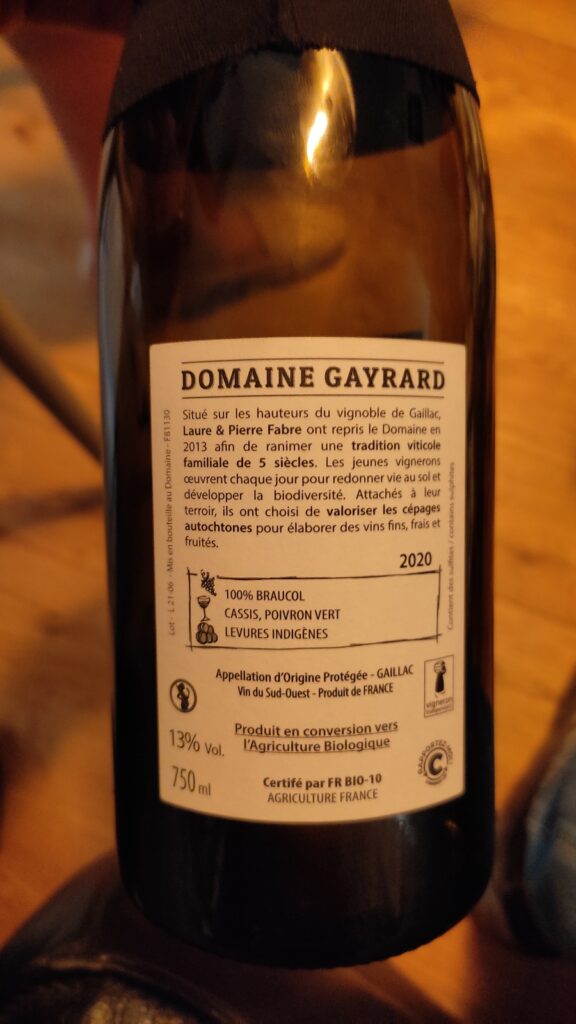 DOMAINE GAYRARD
Situé sur les hauteurs du vignoble de Gaillac,
Laure & Pierre Fabre ont repris le Domaine en
2013 afin de ranimer une tradition viticole
familiale de 5 siècles. Les jeunes vignerons
œuvrent chaque jour pour redonner vie au sol et
développer la biodiversité. Attachés à leur
terroir, ils ont choisi de valoriser les cépages
autochtones pour élaborer des vins fins, frais et
fruités.
2020
100% BRAUCOL
CASSIS, POIVRON VERT
LEVURES INDIGÈNES
Appellation d'Origine Protégée - GAILLAC
Vin du Sud-Ouest - Produit de FRANCE
vigneron
13% Vol.
Produit en conversion vers
l'Agriculture Biologique
750 ml
Certifié par FR BIO-10
AGRICULTURE FRANCE
Lot - L 21-06 - Mis en bouteille au Domaine - F81130
Contient des sulfites / contains sulphites
C